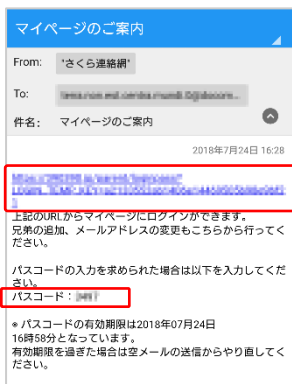 マイページのご案内
From: "さくら連絡網"
To:
件名: マイページのご案内
2018年7月24日 16:28
上記のURLからマイページにログインができます。
兄弟の追加、メールアドレスの変更もこちらから行ってく
ださい。
パスコードの入力を求められた場合は以下を入力してくだ
さい。
パスコード：
※ パスコードの有効期限は2018年07月24日
16時58分となっています。
有効期限を過ぎた場合は空メールの送信からやり直してく
ださい。